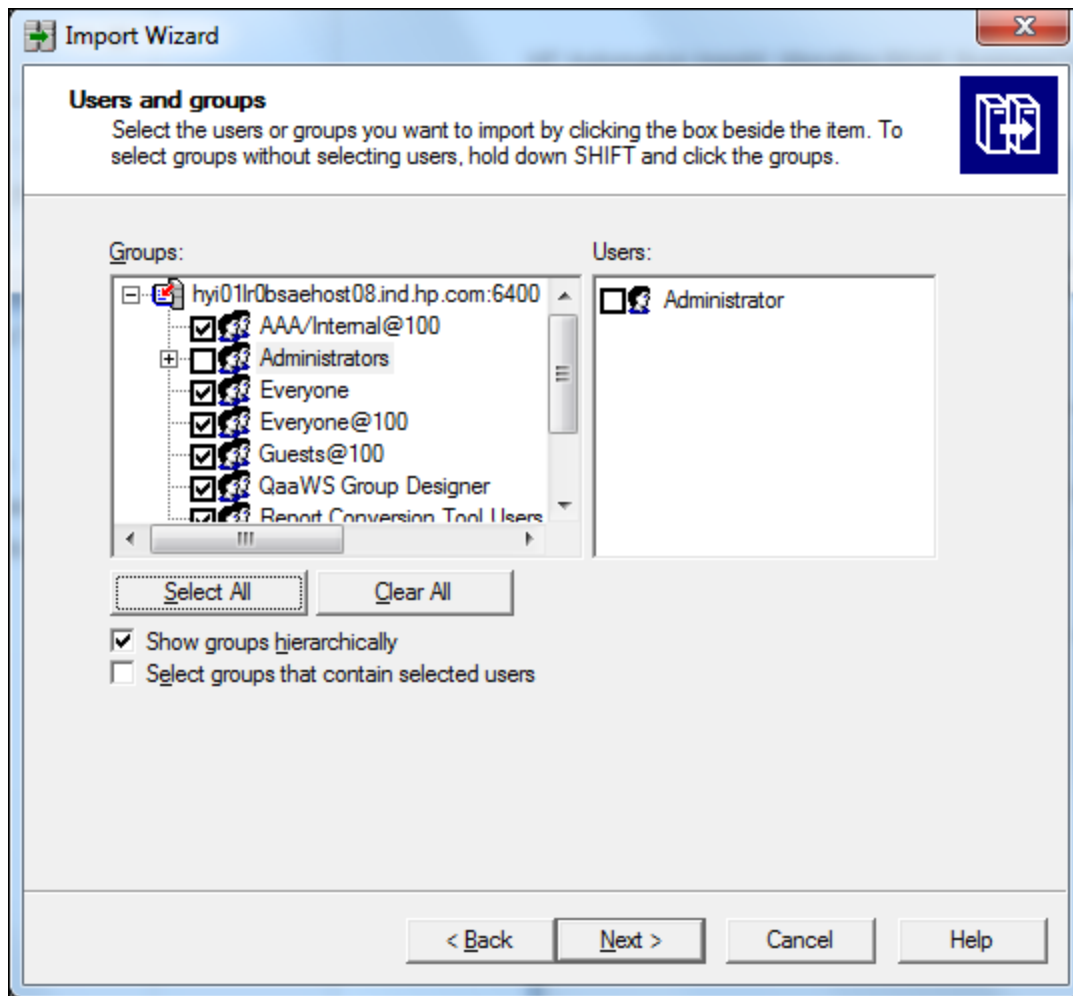 Import Wizard
Users and groups
Select the users or groups you want to import by clicking the box beside the item. To
select groups without selecting users, hold down SHIFT and click the groups.
Groups:
Users:
hyi01lr0bsaehost08.ind.hp.com:6400
AAA/Internal@100
Administrators
Everyone
Everyone@100
Guests@100
QaaWS Group Designer
Report Conversion Tool Users
Administrator
Select All
Clear All
Show groups hierarchically
Select groups that contain selected users
< Back
Next >
Cancel
Help